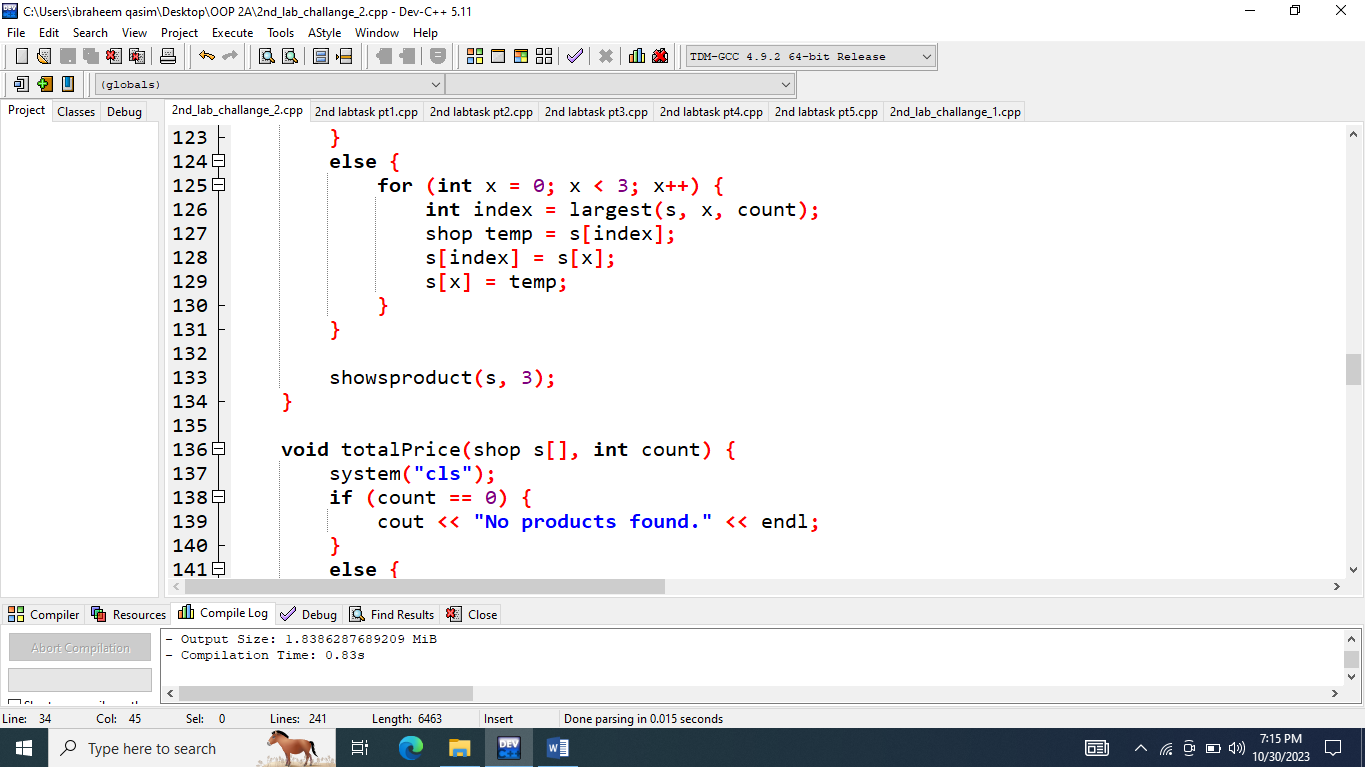 C:\Users\ibraheem qasim\Desktop\OOP 2A\2nd_lab_challange_2.cpp - Dev-C++ 5.11
File Edit Search View Project Execute Tools AStyle Window Help
TDM-GCC 4.9.2 64-bit Release
(globals)
Project Classes Debug
2nd_lab_challange_2.cpp 2nd labtask pt1.cpp 2nd labtask pt2.cpp 2nd labtask pt3.cpp 2nd labtask pt4.cpp 2nd labtask pt5.cpp 2nd_lab_challange_1.cpp
123 }
124 else {
125 for (int x = 0; x < 3; x++) {
126 int index = largest(s, x, count);
127 shop temp = s[index];
128 s[index] = s[x];
129 s[x] = temp;
130 }
131 }
132
133 showsproduct(s, 3);
134 }
135
136 void totalPrice(shop s[], int count) {
137 system("cls");
138 if (count == 0) {
139 cout << "No products found." << endl;
140 }
141 else {
Compiler Resources Compile Log Debug Find Results Close
Abort Compilation
- Output Size: 1.8386287689209 MiB
- Compilation Time: 0.83s
Line: 34 Col: 45 Sel: 0 Lines: 241 Length: 6463 Insert Done parsing in 0.015 seconds
Type here to search
DEV
7:15 PM
10/30/2023